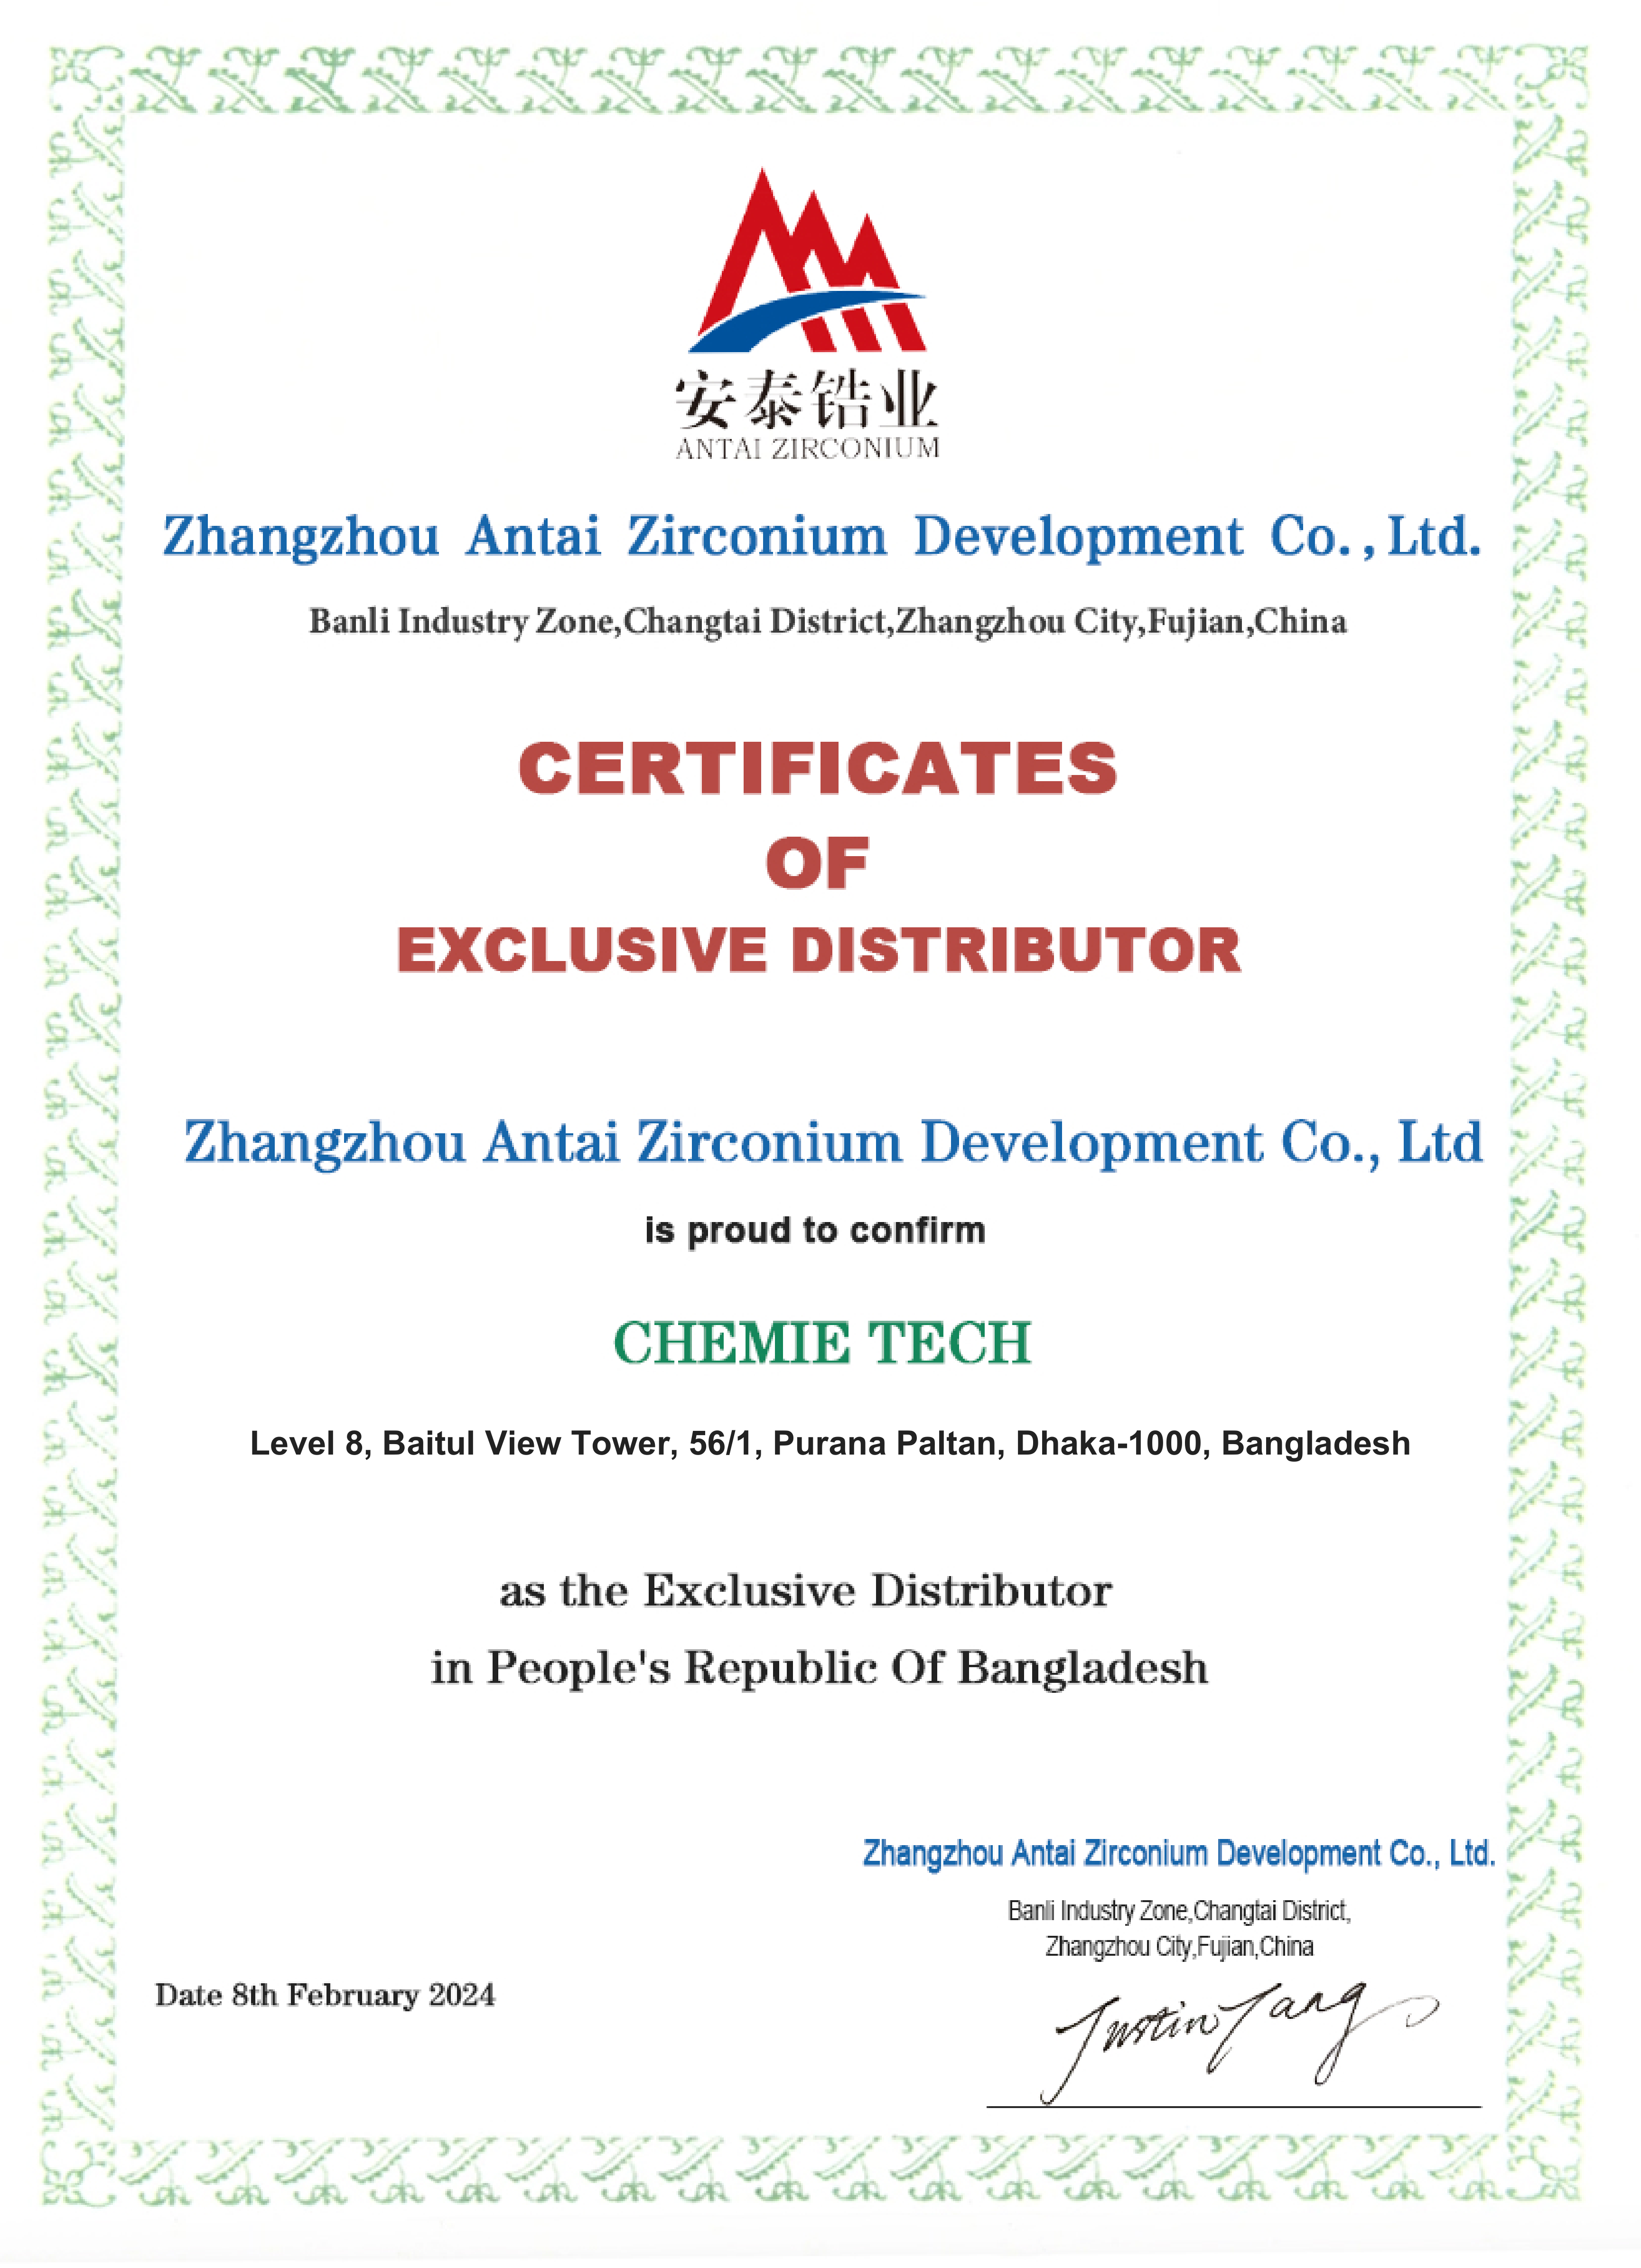 安泰锆业
ANTAI ZIRCONIUM
Zhangzhou Antai Zirconium Development Co., Ltd.
Banli Industry Zone,Changtai District,Zhangzhou City,Fujian,China
CERTIFICATES
OF
EXCLUSIVE DISTRIBUTOR
Zhangzhou Antai Zirconium Development Co., Ltd
is proud to confirm
CHEMIE TECH
Level 8, Baitul View Tower, 56/1, Purana Paltan, Dhaka-1000, Bangladesh
as the Exclusive Distributor
in People's Republic Of Bangladesh
Zhangzhou Antai Zirconium Development Co., Ltd.
Banli Industry Zone,Changtai District,
Zhangzhou City,Fujian,China
Date 8th February 2024
Justin Yang